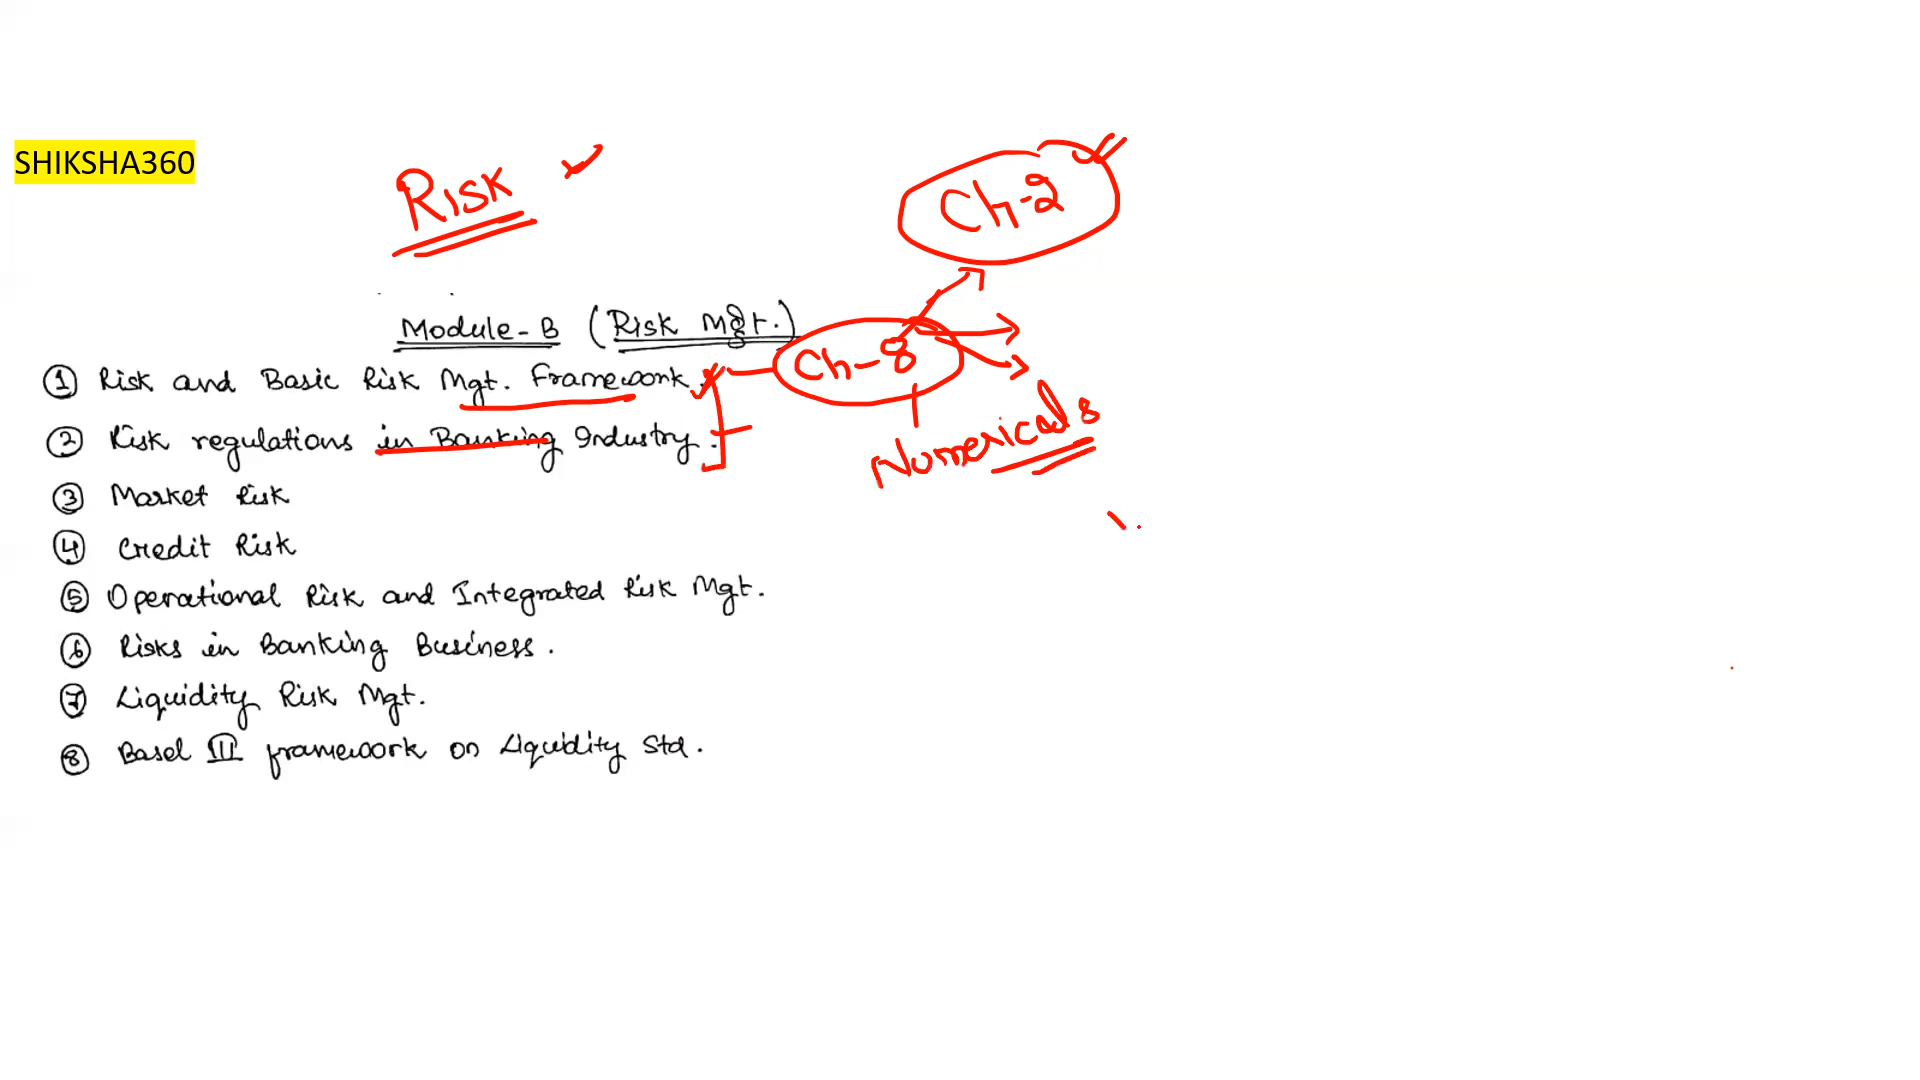 SHIKSHA360
Risk
Ch-2
Module-B (Risk Mgt.)
Ch-8
① Risk and Basic Risk Mgt. Framework.
② Risk regulations in Banking Industry.
Numericals
③ Market Risk
④ Credit Risk
⑤ Operational Risk and Integrated Risk Mgt.
⑥ Risks in Banking Business.
⑦ Liquidity Risk Mgt.
⑧ Basel III framework on Liquidity Std.